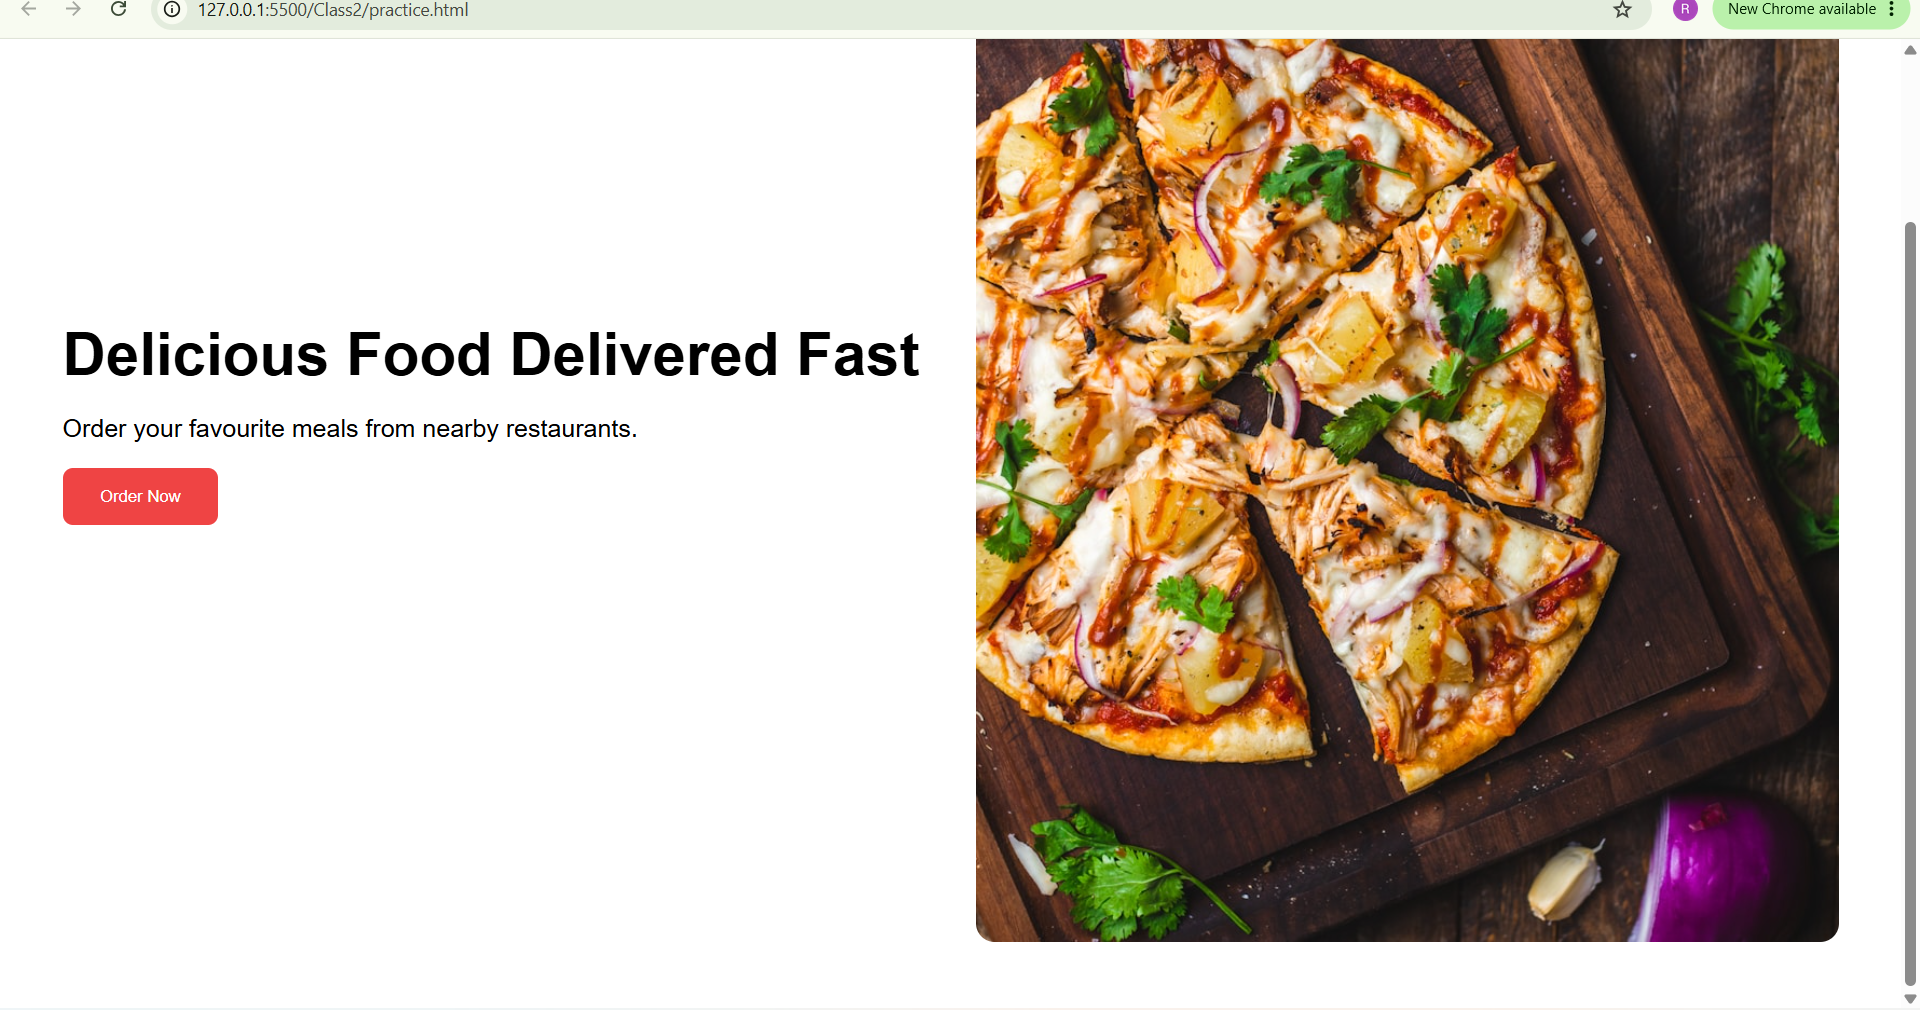 127.0.0.1:5500/Class2/practice.html
R
New Chrome available
Delicious Food Delivered Fast
Order your favourite meals from nearby restaurants.
Order Now